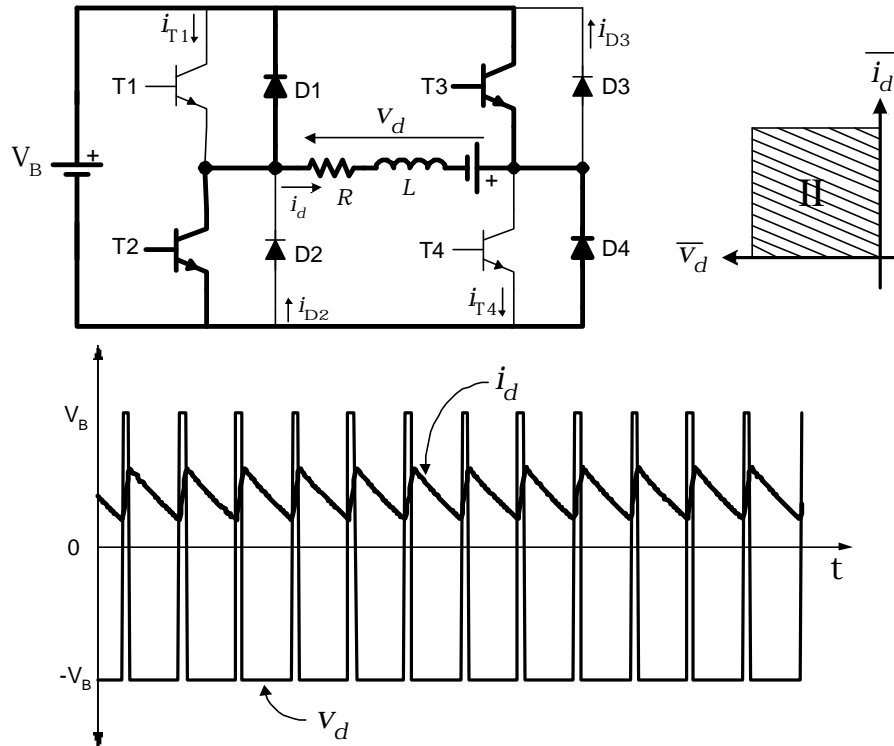 i_T1
i_D3
T1
D1
T3
D3
v_d
V_B
+
+
i_d
R
L
T2
D2
T4
D4
i_D2
i_T4
i_d
II
v_d
i_d
V_B
0
t
-V_B
v_d